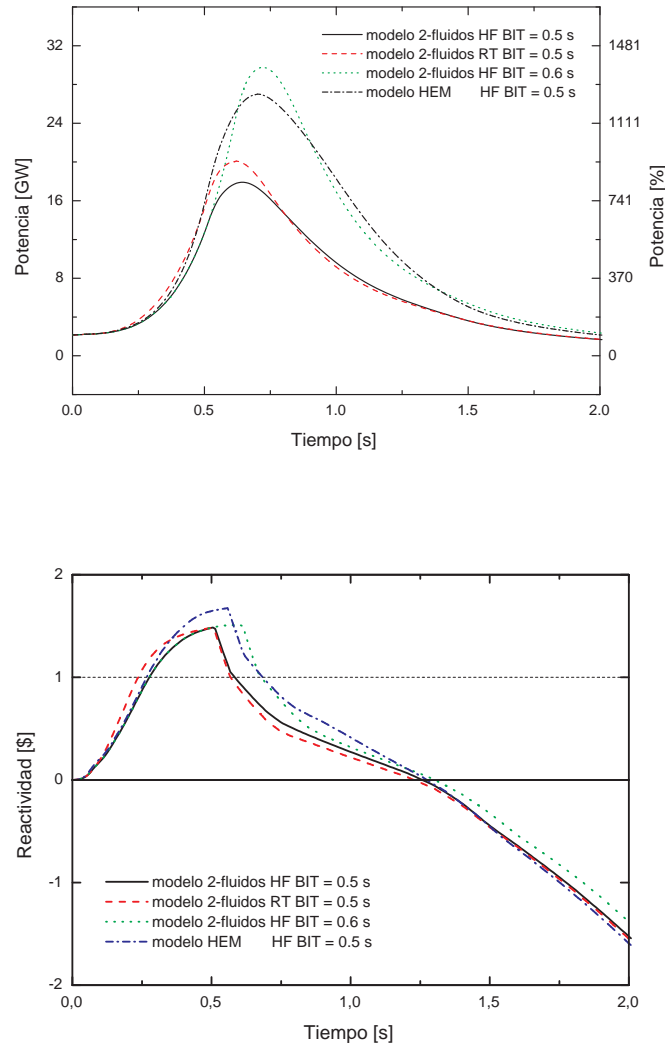 modelo 2-fluidos HF BIT = 0.5 s
modelo 2-fluidos RT BIT = 0.5 s
modelo 2-fluidos HF BIT = 0.6 s
modelo HEM HF BIT = 0.5 s
32
24
16
8
0
Potencia [GW]
1481
1111
741
370
0
Potencia [%]
0.0
0.5
1.0
1.5
2.0
Tiempo [s]
2
1
0
-1
-2
Reactividad [$]
modelo 2-fluidos HF BIT = 0.5 s
modelo 2-fluidos RT BIT = 0.5 s
modelo 2-fluidos HF BIT = 0.6 s
modelo HEM HF BIT = 0.5 s
0,0
0,5
1,0
1,5
2,0
Tiempo [s]